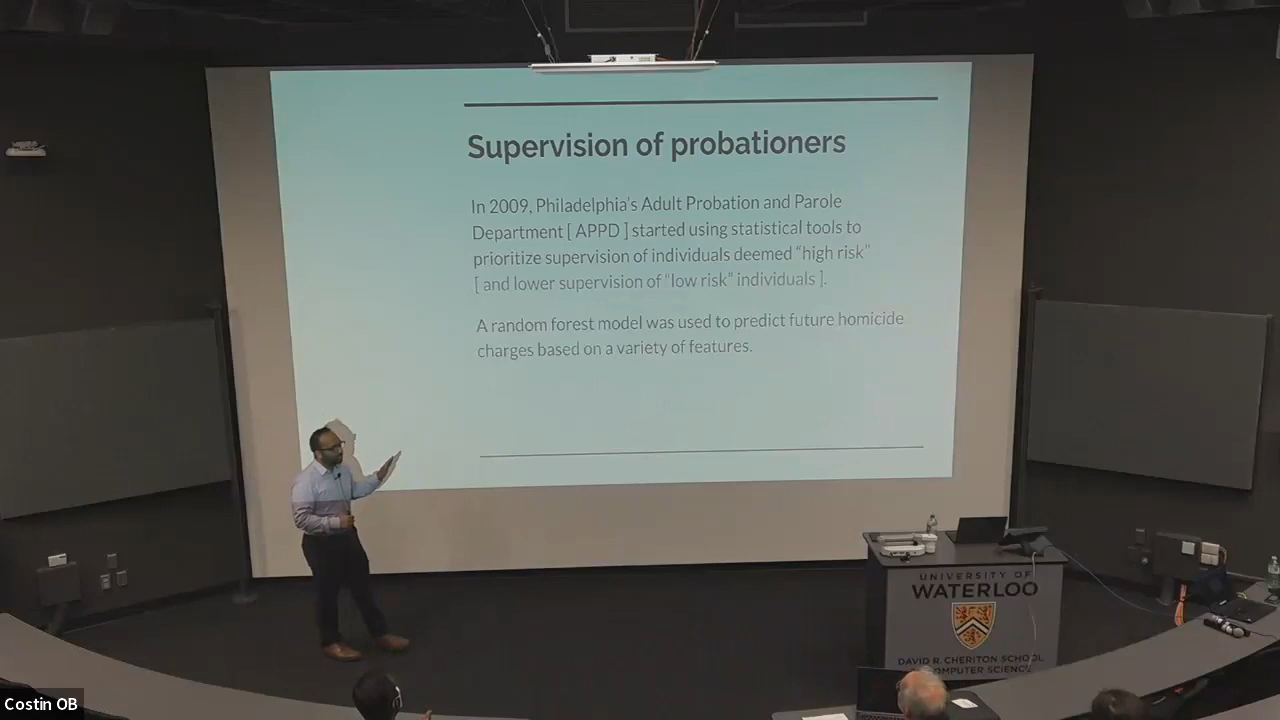 Supervision of probationers
In 2009, Philadelphia's Adult Probation and Parole
Department [ APPD ] started using statistical tools to
prioritize supervision of individuals deemed “high risk”
[ and lower supervision of “low risk” individuals ].
A random forest model was used to predict future homicide
charges based on a variety of features.
UNIVERSITY OF
WATERLOO
DAVID R. CHERITON SCHOOL
OF COMPUTER SCIENCE
Costin OB